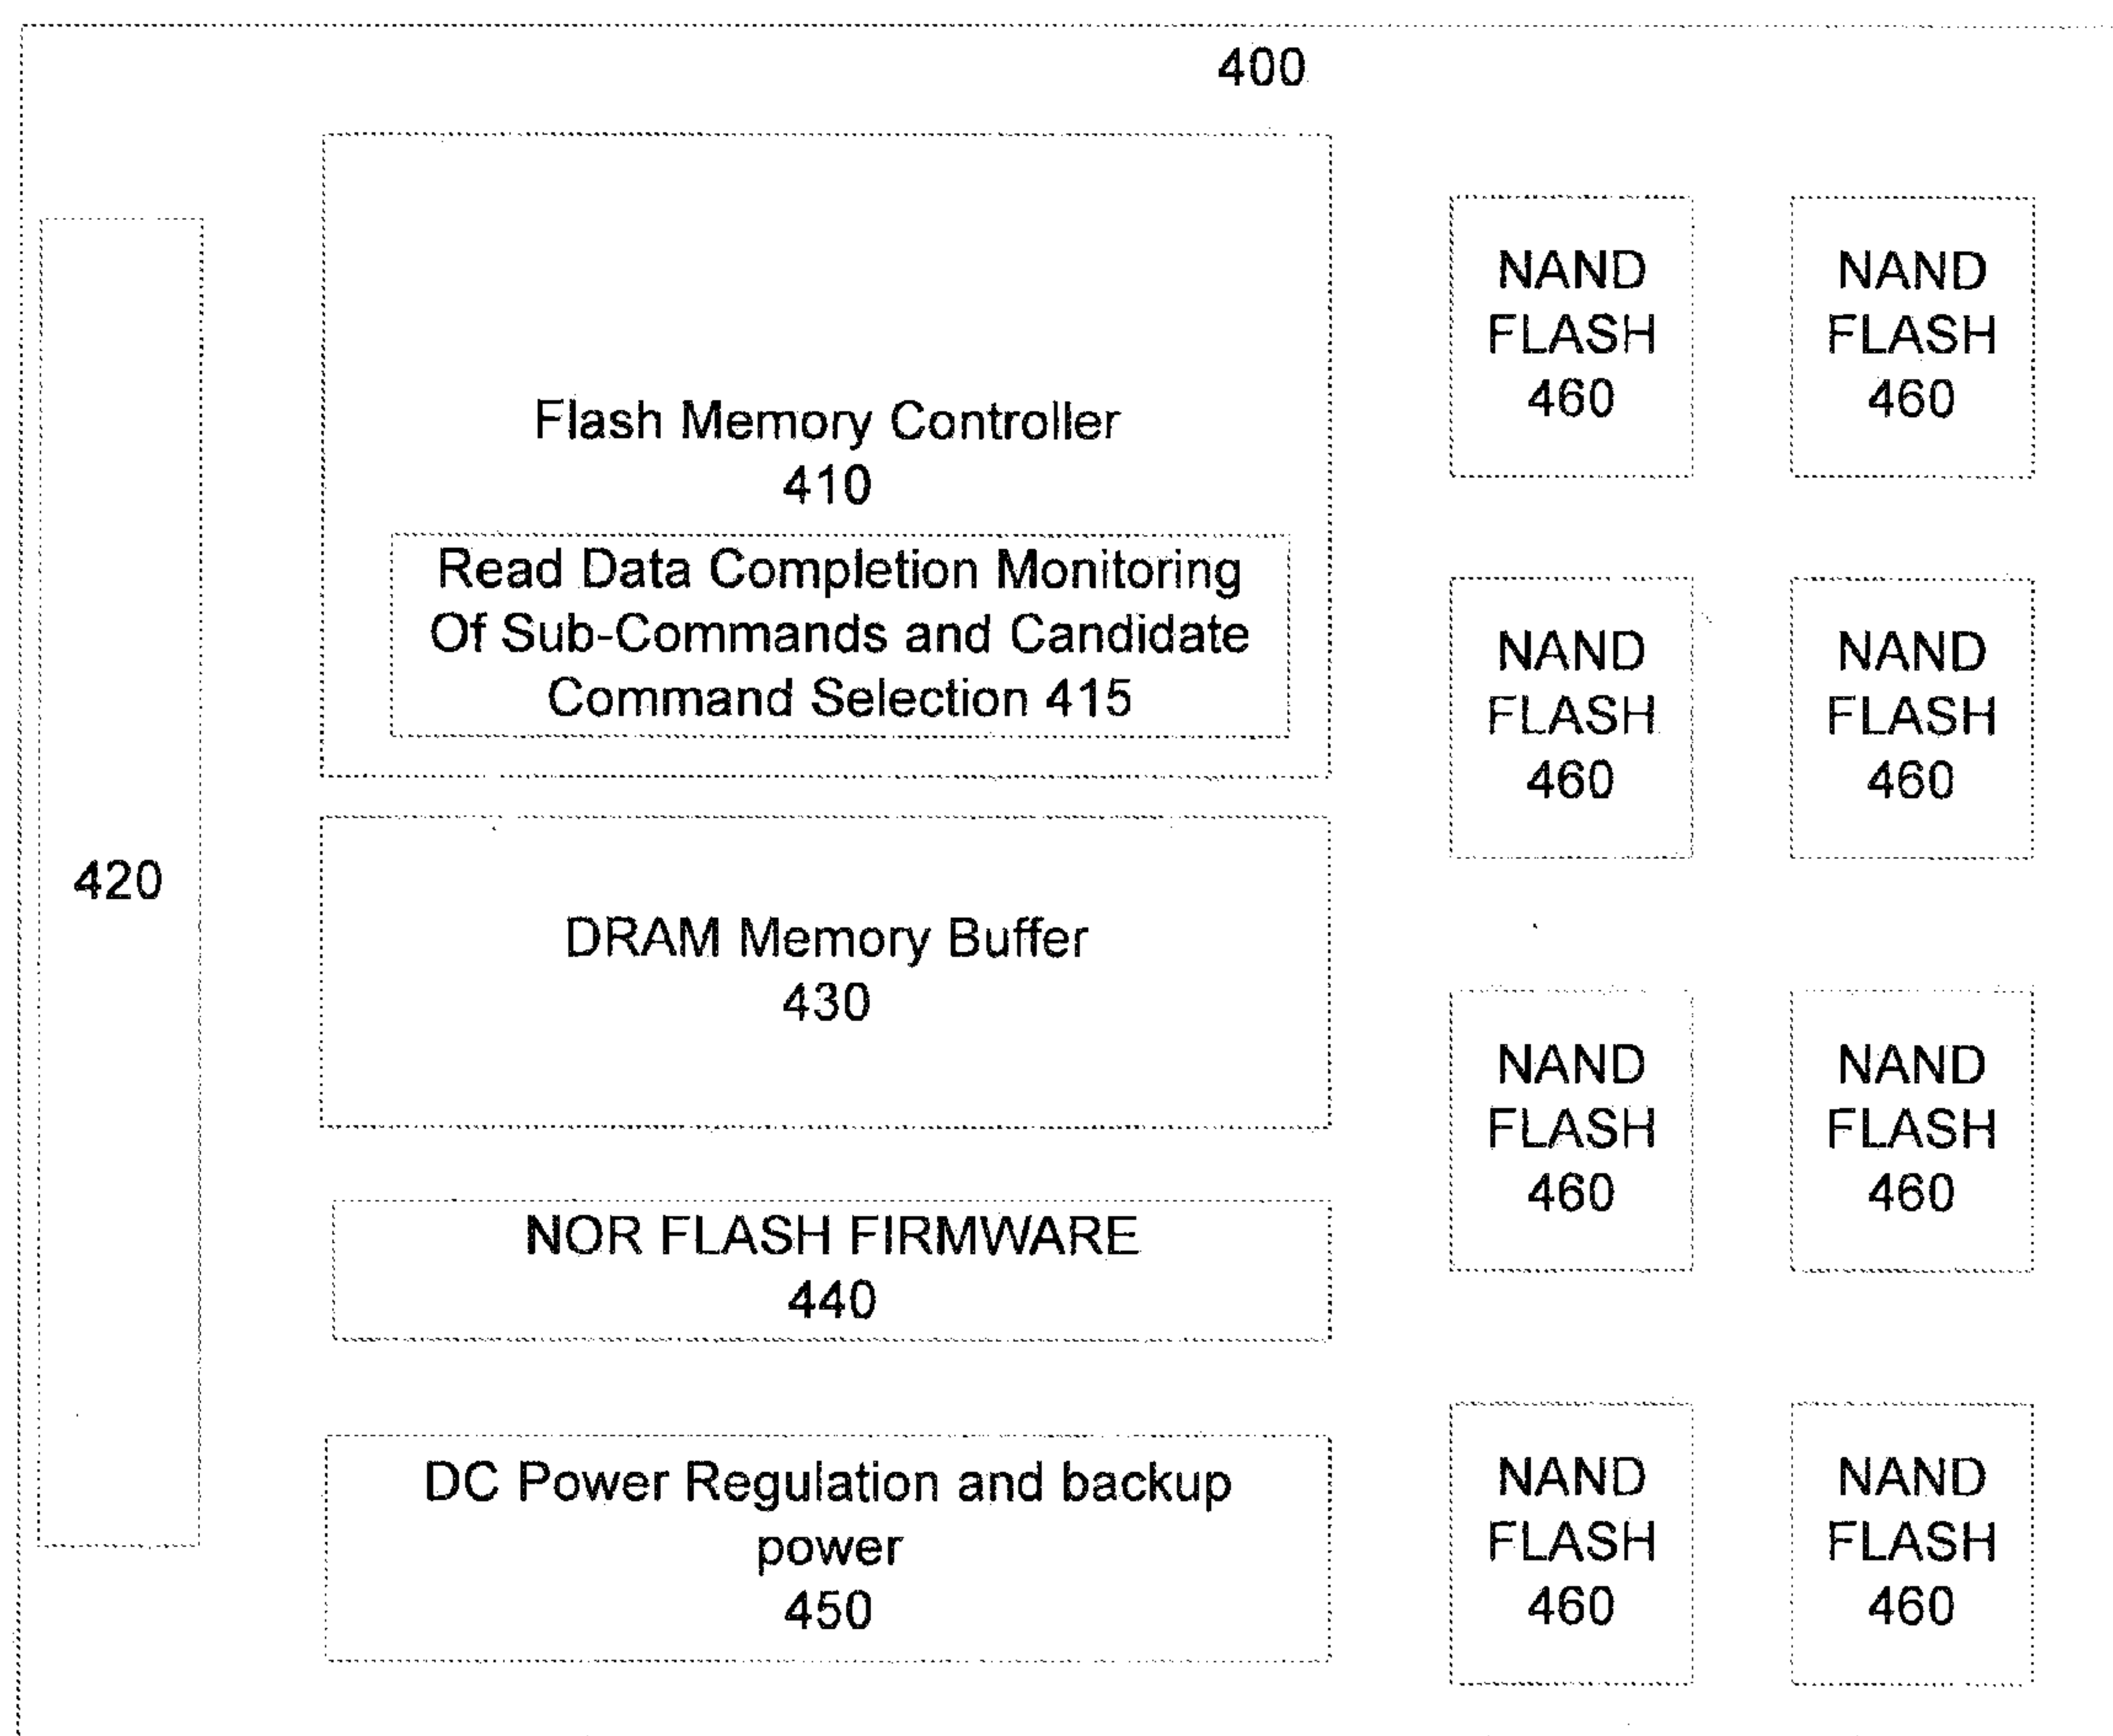 400
420
Flash Memory Controller
410
Read Data Completion Monitoring
Of Sub-Commands and Candidate
Command Selection 415
DRAM Memory Buffer
430
NOR FLASH FIRMWARE
440
DC Power Regulation and backup
power
450
NAND
FLASH
460
NAND
FLASH
460
NAND
FLASH
460
NAND
FLASH
460
NAND
FLASH
460
NAND
FLASH
460
NAND
FLASH
460
NAND
FLASH
460